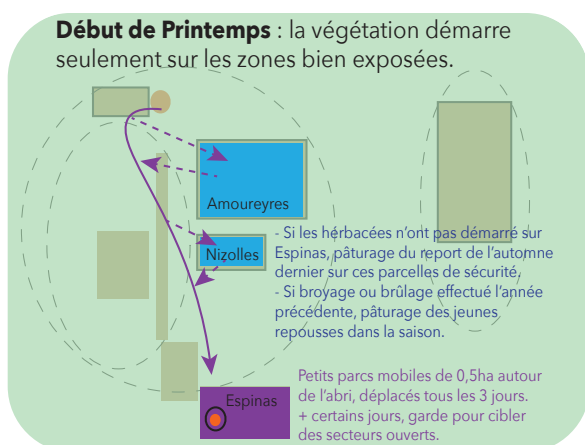 Début de Printemps : la végétation démarre
seulement sur les zones bien exposées.
Amoureyres
Nizolles
- Si les herbacées n'ont pas démarré sur
Espinas, pâturage du report de l'automne
dernier sur ces parcelles de sécurité.
- Si broyage ou brûlage effectué l'année
précédente, pâturage des jeunes
repousses dans la saison.
Espinas
Petits parcs mobiles de 0,5ha autour
de l'abri, déplacés tous les 3 jours.
+ certains jours, garde pour cibler
des secteurs ouverts.